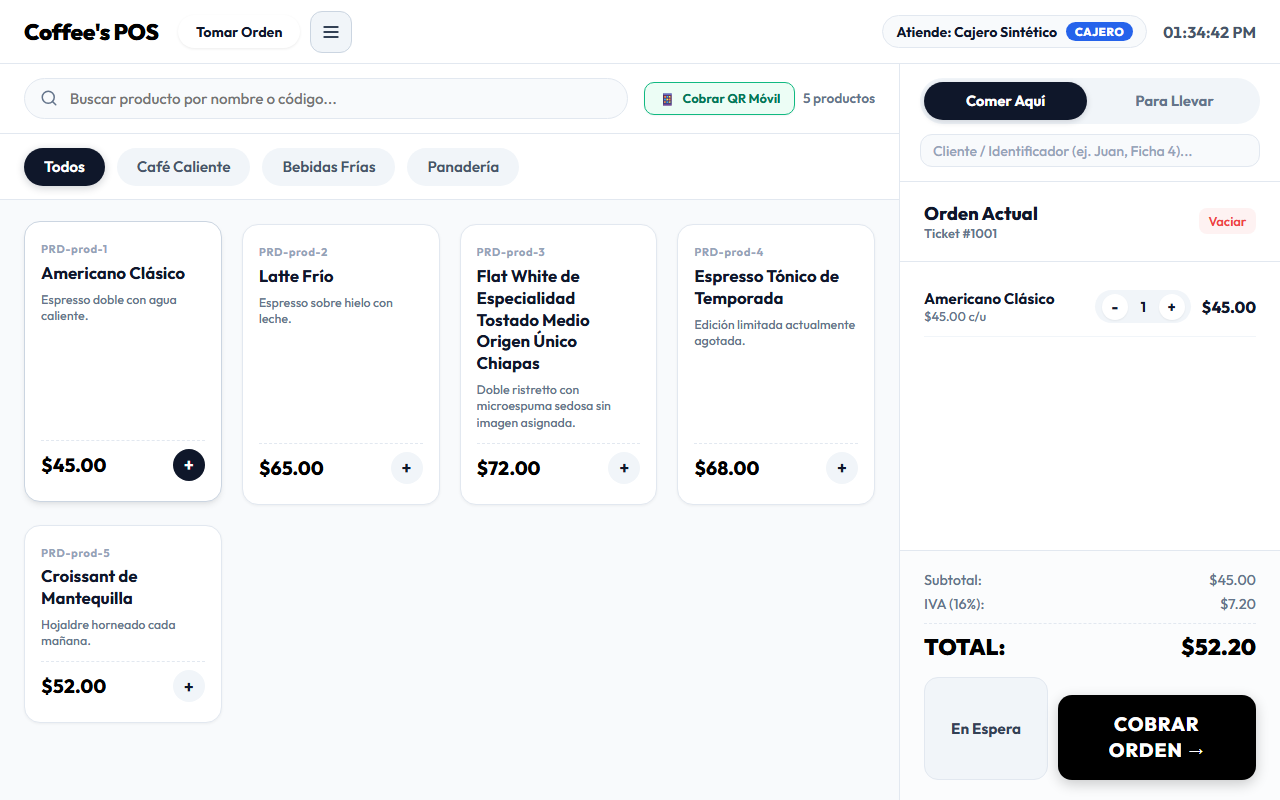 Coffee's POS
Tomar Orden
Atiende: Cajero Sintético CAJERO
01:34:42 PM
Buscar producto por nombre o código...
Cobrar QR Móvil
5 productos
Todos
Café Caliente
Bebidas Frías
Panadería
PRD-prod-1
Americano Clásico
Espresso doble con agua
caliente.
$45.00
+
PRD-prod-2
Latte Frío
Espresso sobre hielo con
leche.
$65.00
+
PRD-prod-3
Flat White de
Especialidad
Tostado Medio
Origen Único
Chiapas
Doble ristretto con
microespuma sedosa sin
imagen asignada.
$72.00
+
PRD-prod-4
Espresso Tónico de
Temporada
Edición limitada actualmente
agotada.
$68.00
+
PRD-prod-5
Croissant de
Mantequilla
Hojaldre horneado cada
mañana.
$52.00
+
Comer Aquí
Para Llevar
Cliente / Identificador (ej. Juan, Ficha 4)...
Orden Actual
Ticket #1001
Vaciar
Americano Clásico
$45.00 c/u
- 1 +
$45.00
Subtotal: $45.00
IVA (16%): $7.20
TOTAL: $52.20
En Espera
COBRAR
ORDEN →